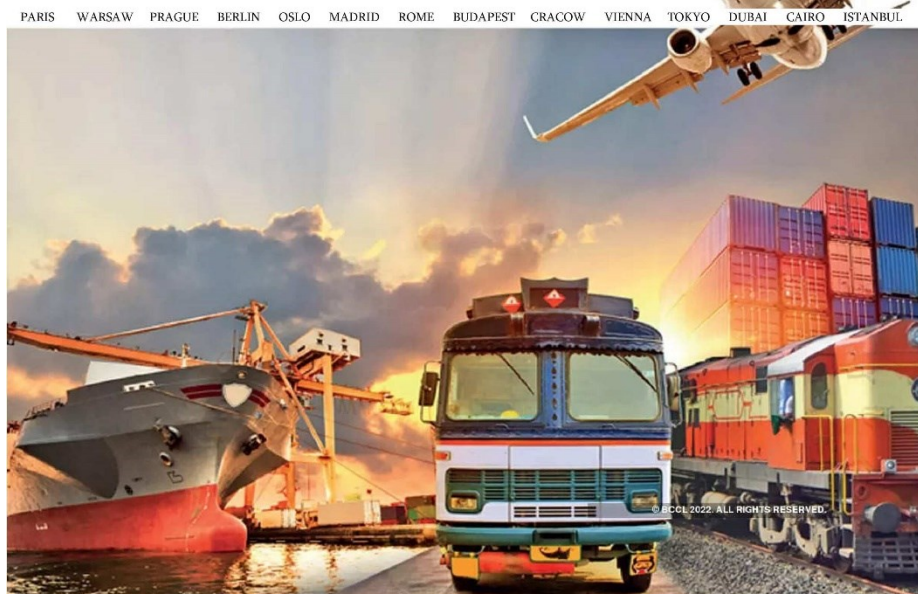 PARIS WARSAW PRAGUE BERLIN OSLO MADRID ROME BUDAPEST CRACOW VIENNA TOKYO DUBAI CAIRO ISTANBUL
© BCCL 2022. ALL RIGHTS RESERVED.